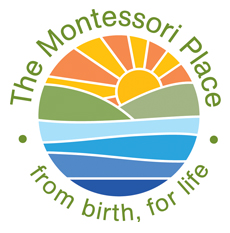 The Montessori Place
from birth, for life